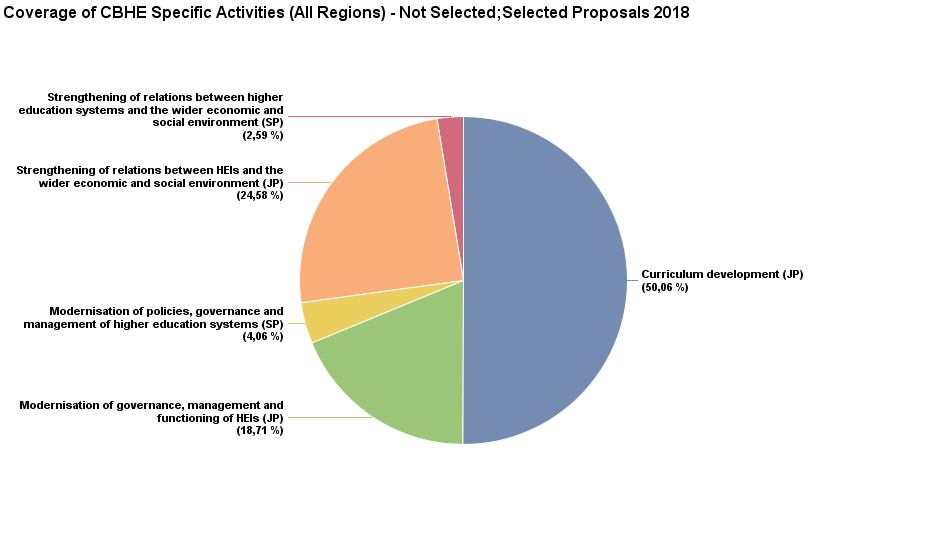 Coverage of CBHE Specific Activities (All Regions) - Not Selected;Selected Proposals 2018
Strengthening of relations between higher
education systems and the wider economic and
social environment (SP)
(2,59 %)
Strengthening of relations between HEIs and the
wider economic and social environment (JP)
(24,58 %)
Curriculum development (JP)
(50,06 %)
Modernisation of policies, governance and
management of higher education systems (SP)
(4,06 %)
Modernisation of governance, management and
functioning of HEIs (JP)
(18,71 %)